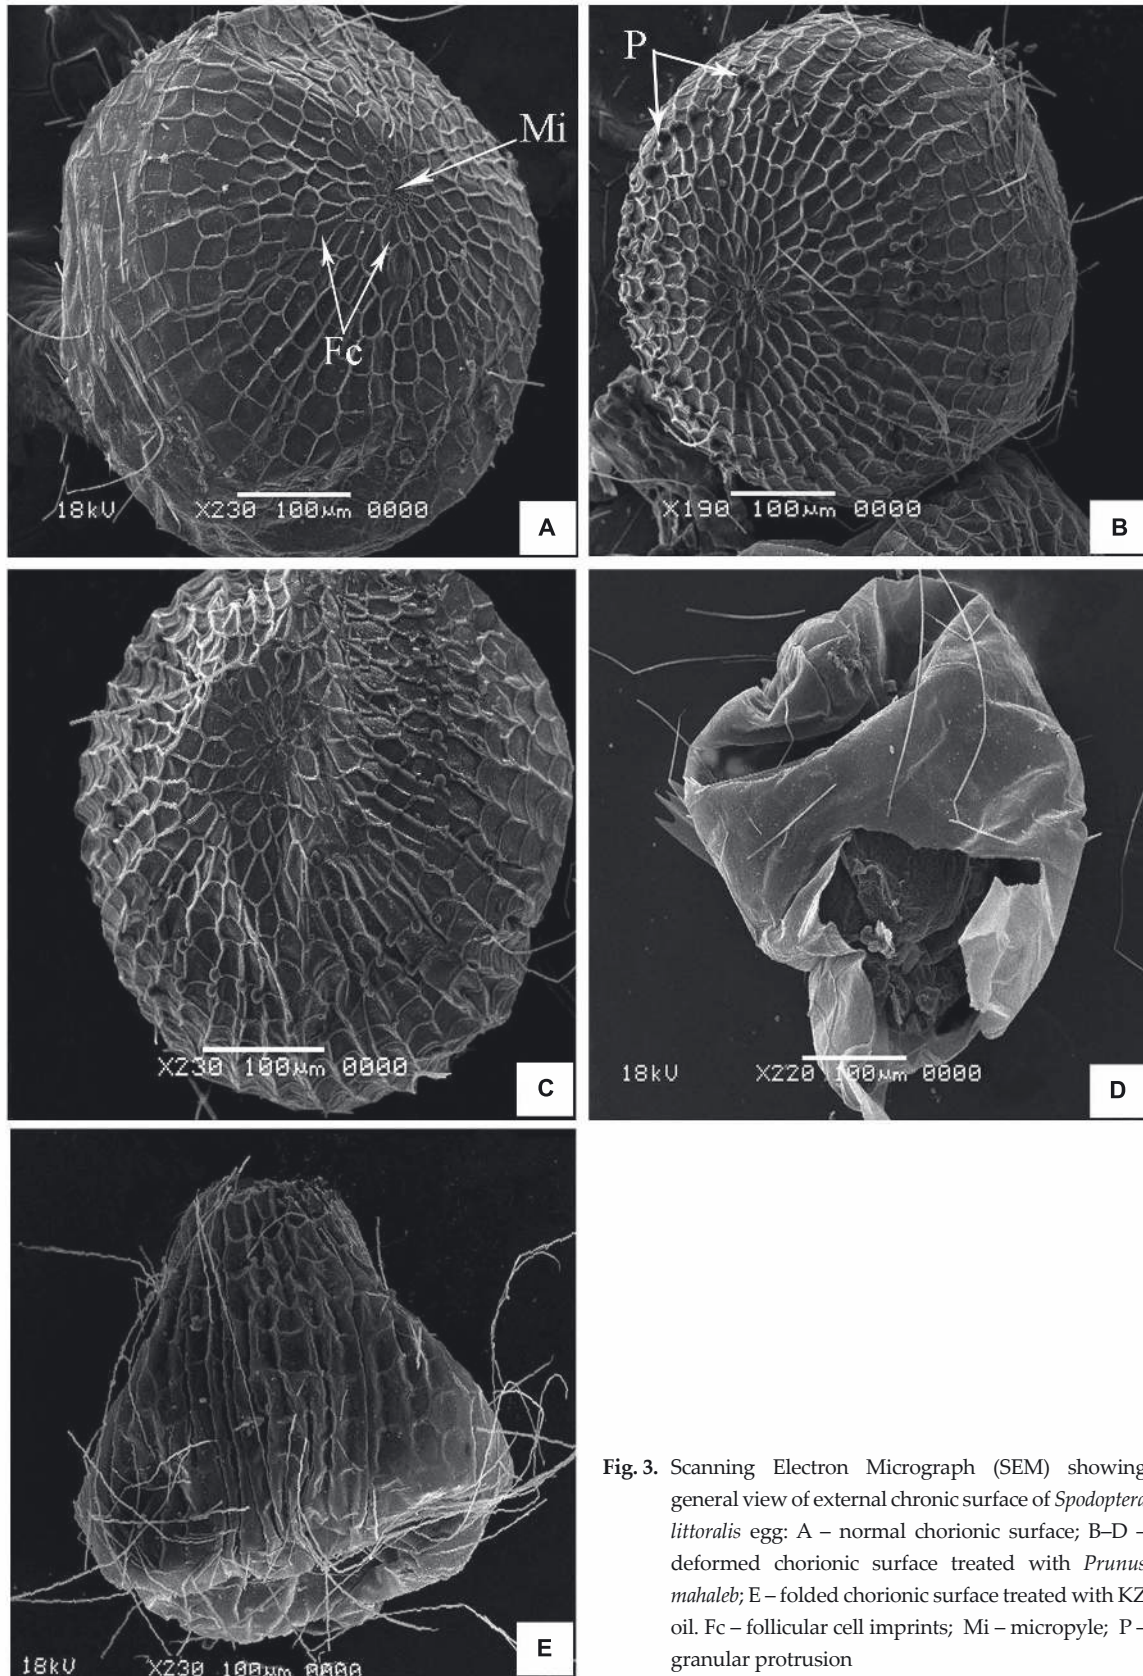 Mi
Fc
18kV X230 100μm 0000
A
P
X190 100μm 0000
B
X230 100μm 0000
C
18kV X220 100μm 0000
D
18kV X230 100μm 0000
E
Fig. 3. Scanning Electron Micrograph (SEM) showing
general view of external chronic surface of Spodoptera
littoralis egg: A – normal chorionic surface; B–D –
deformed chorionic surface treated with Prunus
mahaleb; E – folded chorionic surface treated with KZ
oil. Fc – follicular cell imprints; Mi – micropyle; P –
granular protrusion